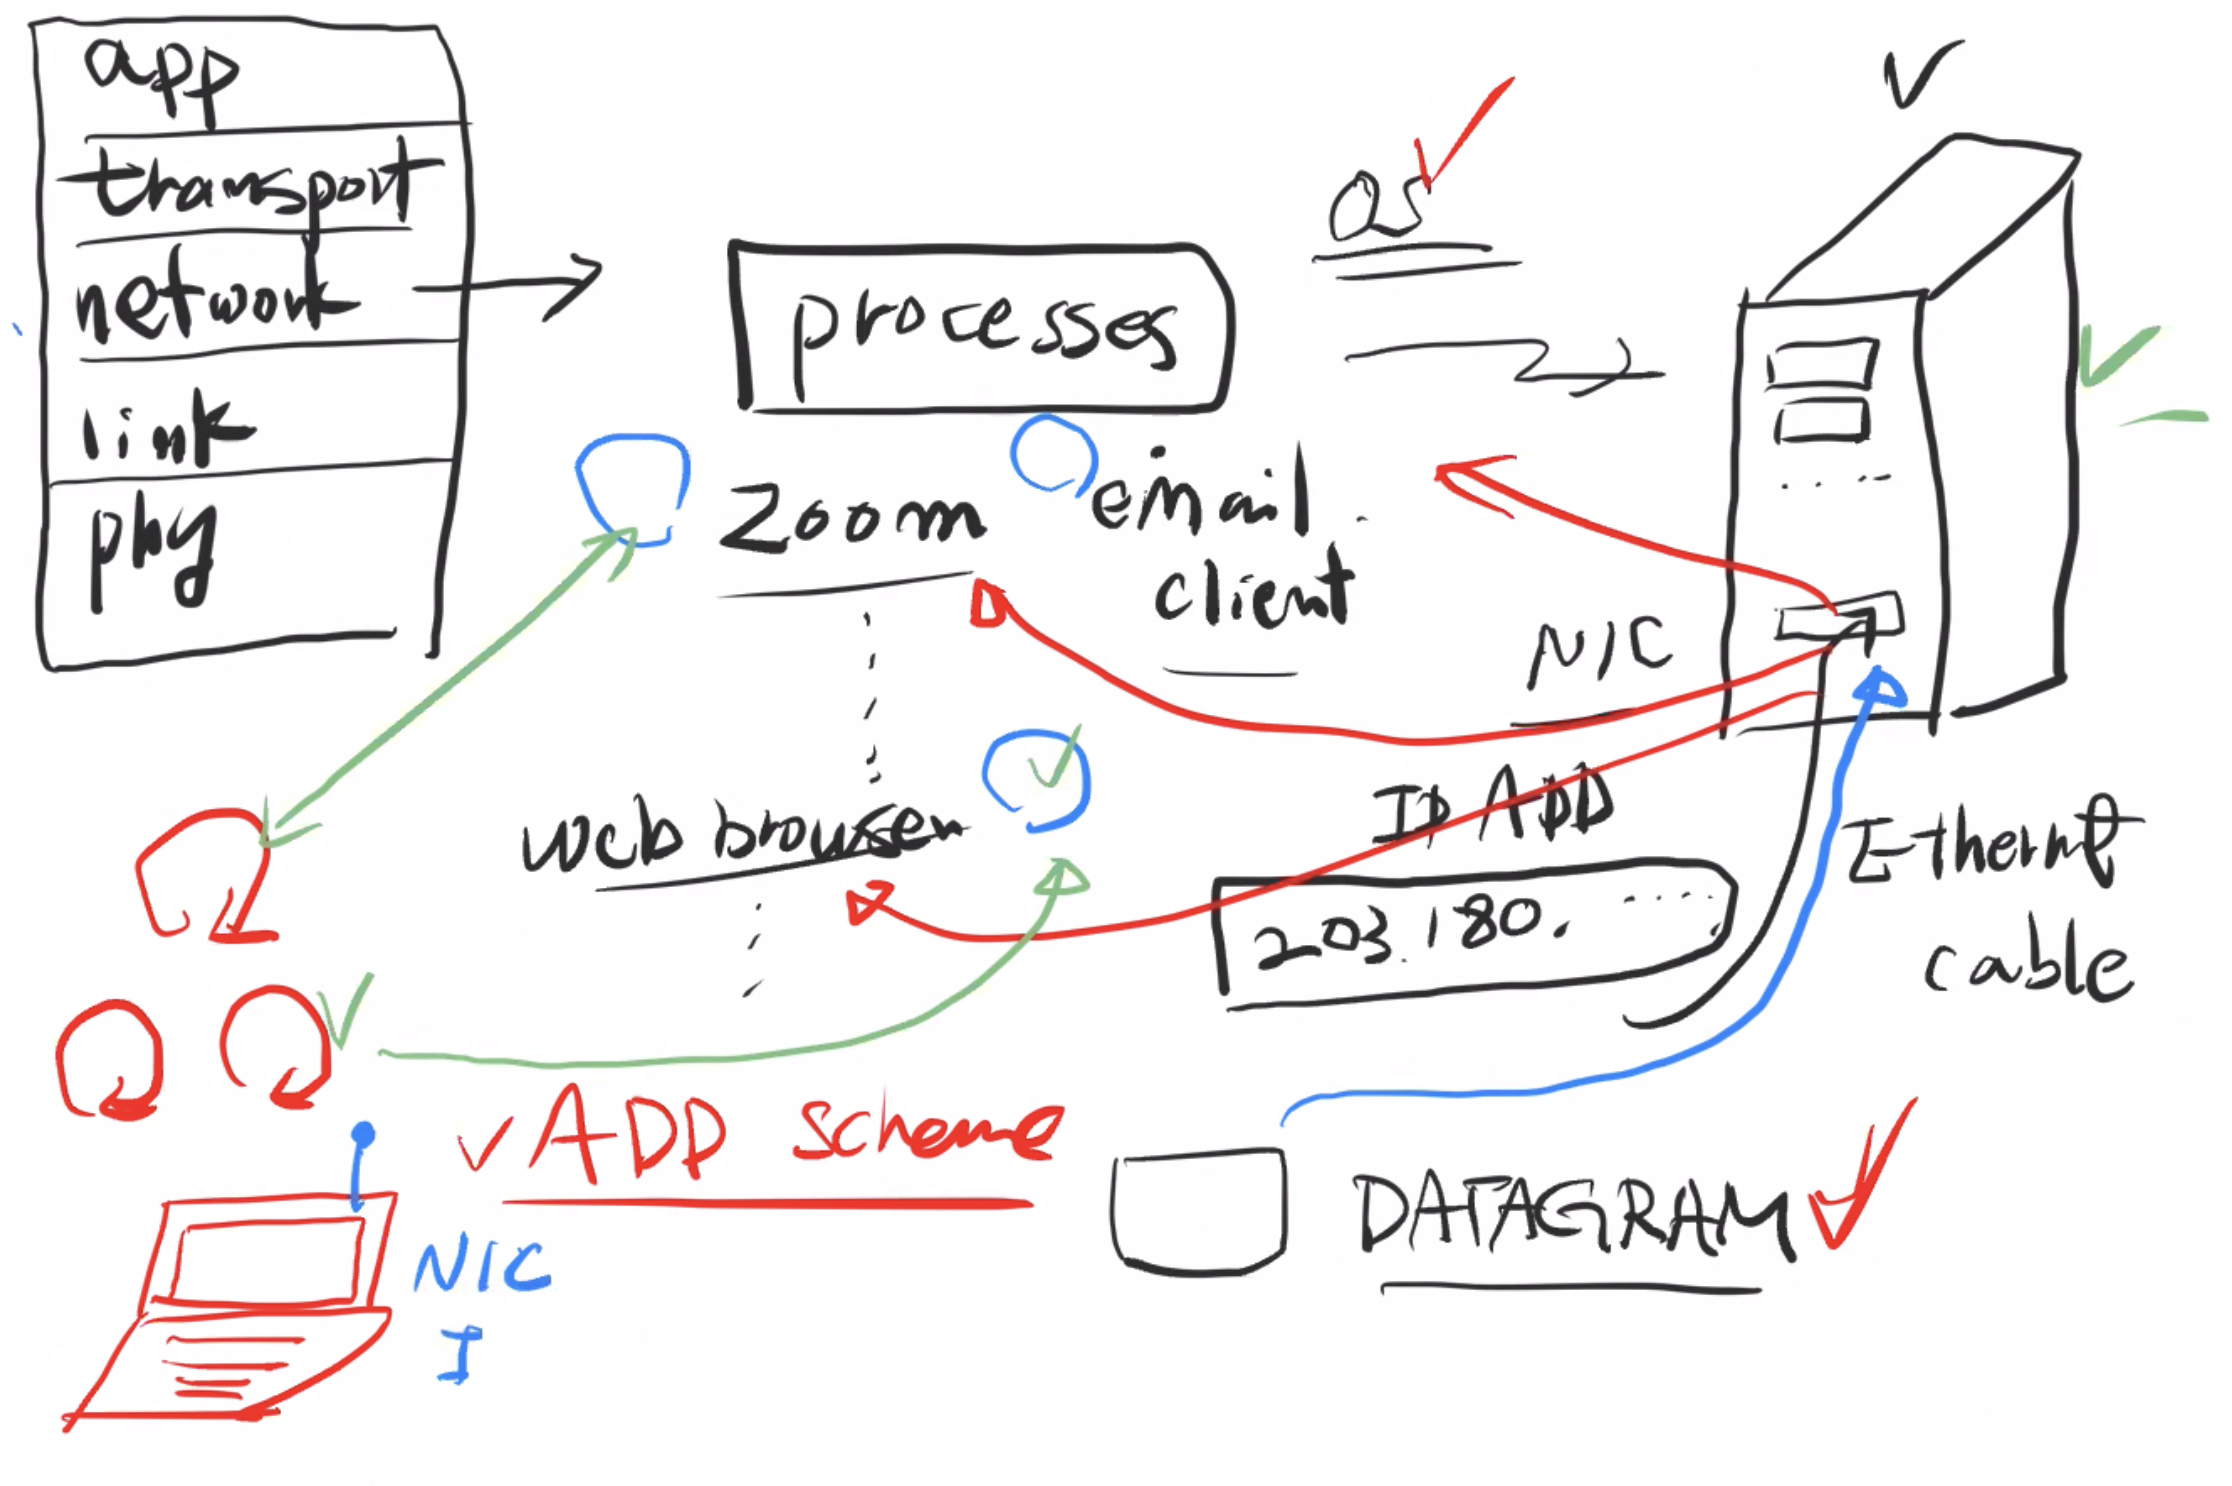 app
transport
network
link
phy
OS
processes
zoom
email
client
NIC
web browser
IP ADD
203.180. ....
Ethernet
cable
ADD scheme
DATAGRAM
NIC
I